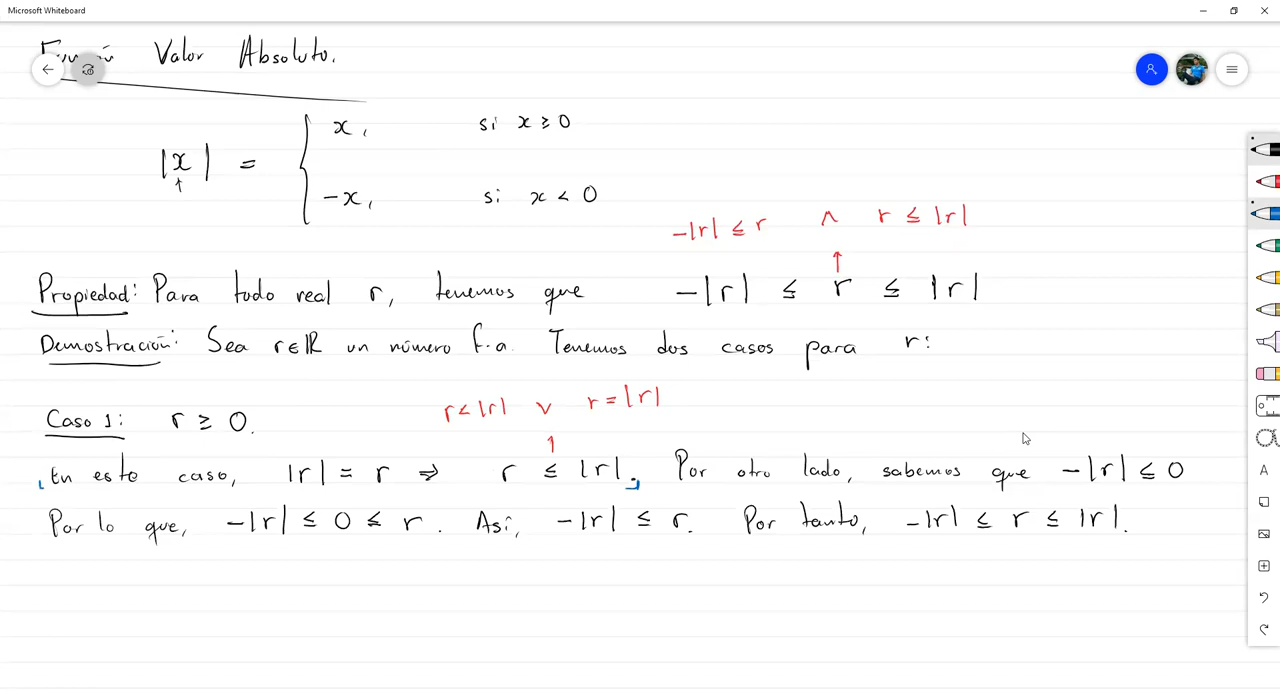 Microsoft Whiteboard
Función Valor Absoluto.
|x| = { x, si x ≥ 0
-x, si x < 0
-|r| ≤ r ∧ r ≤ |r|
Propiedad: Para todo real r, tenemos que -|r| ≤ r ≤ |r|
Demostración: Sea r∈ℝ un número f.a. Tenemos dos casos para r:
r<|r| ∨ r=|r|
Caso 1: r ≥ 0.
En este caso, |r| = r ⇒ r ≤ |r|. Por otro lado, sabemos que -|r| ≤ 0
Por lo que, -|r| ≤ 0 ≤ r. Así, -|r| ≤ r. Por tanto, -|r| ≤ r ≤ |r|.